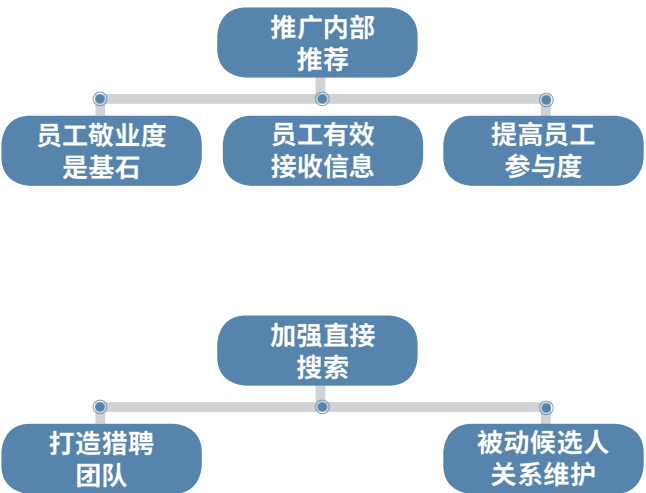 推广内部
推荐
员工敬业度
是基石
员工有效
接收信息
提高员工
参与度
加强直接
搜索
打造猎聘
团队
被动候选人
关系维护